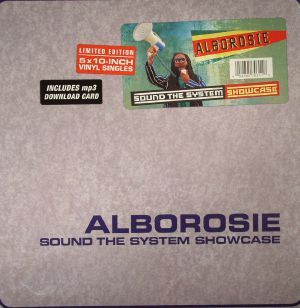 LIMITED EDITION
5x10-INCH
VINYL SINGLES
INCLUDES mp3
DOWNLOAD CARD
ALBOROSIE
SOUND THE SYSTEM SHOWCASE
ALBOROSIE
SOUND THE SYSTEM SHOWCASE